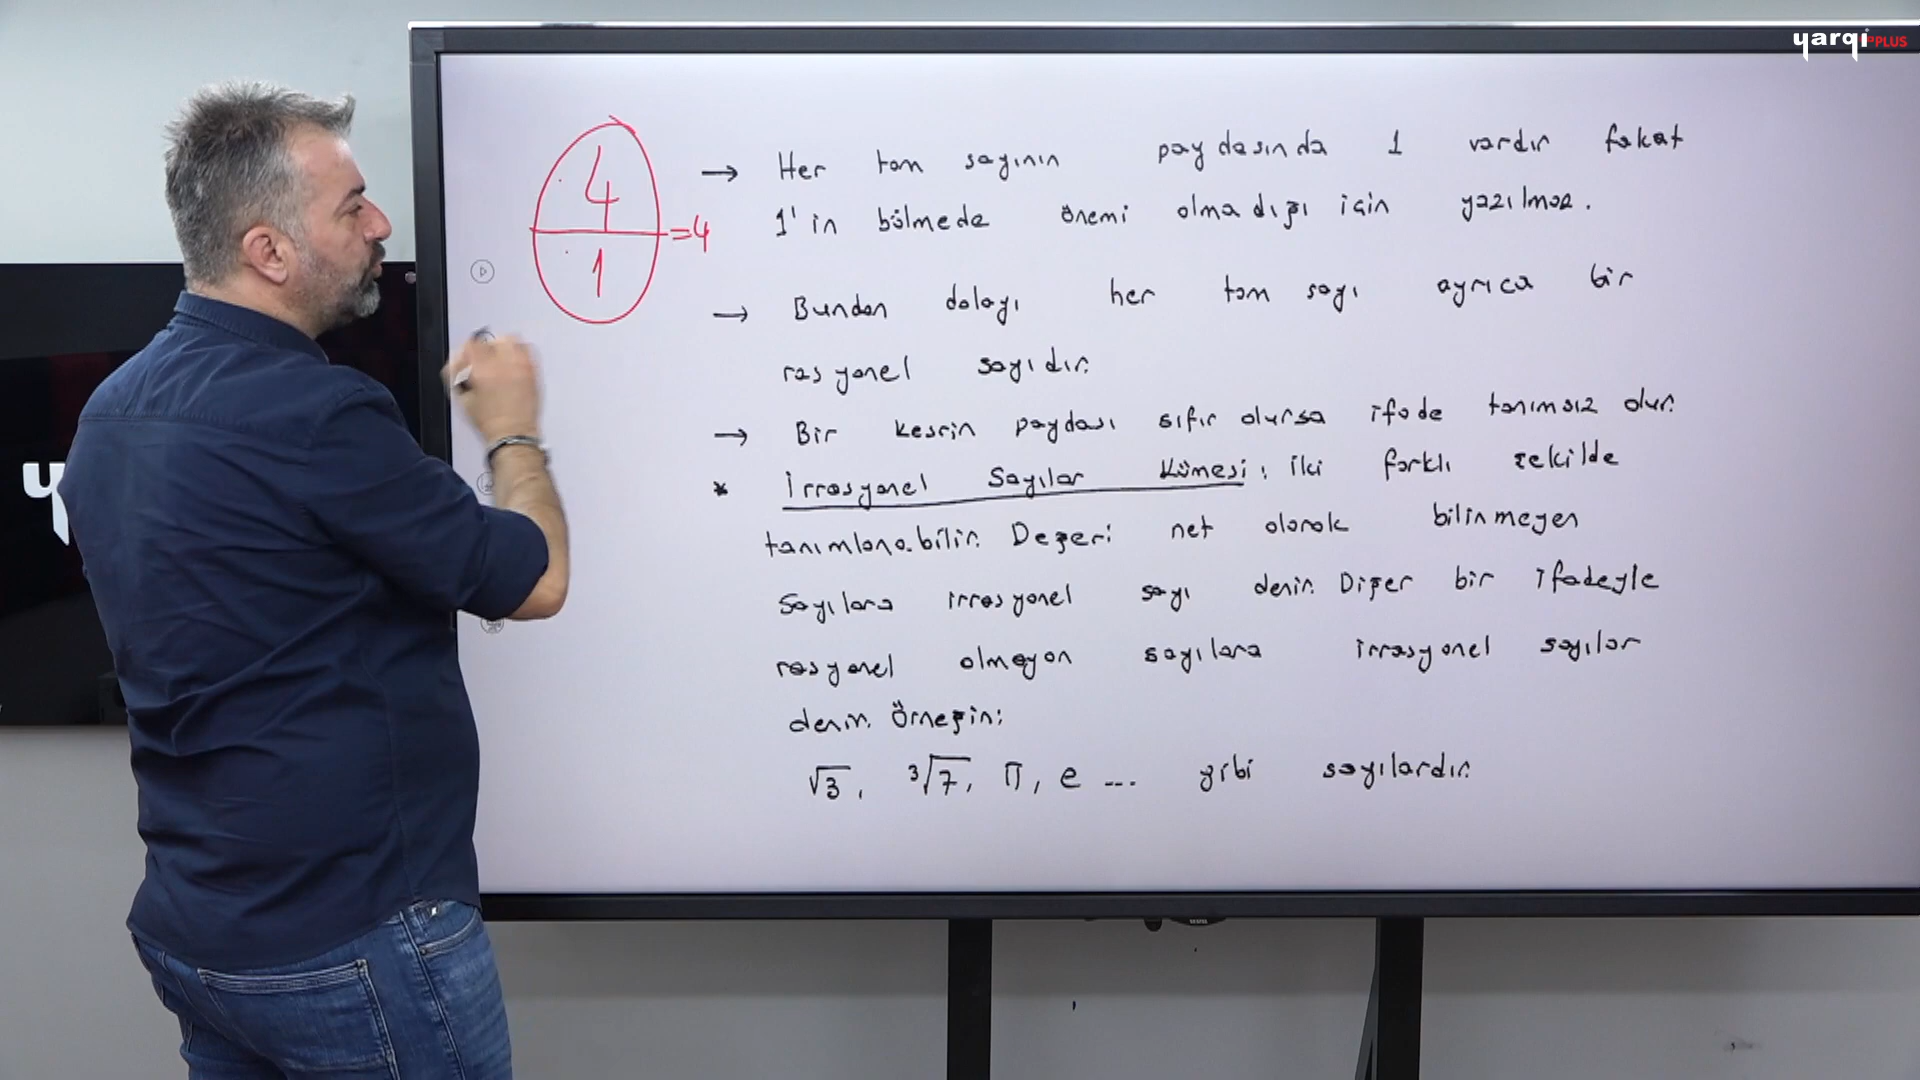 yarqı PLUS
4
1
=4
→ Her tam sayının paydasında 1 vardır fakat
1'in bölmede önemi olmadığı için yazılmaz.
→ Bundan dolayı her tam sayı ayrıca bir
rasyonel sayıdır.
→ Bir kesrin paydası sıfır olursa ifade tanımsız olur.
* İrrasyonel Sayılar Kümesi: İki farklı şekilde
tanımlanabilir. Değeri net olarak bilinmeyen
sayılara irrasyonel sayı denir. Diğer bir ifadeyle
rasyonel olmayan sayılara irrasyonel sayılar
denir. Örneğin:
√3, ³√7, π, e ... gibi sayılardır.